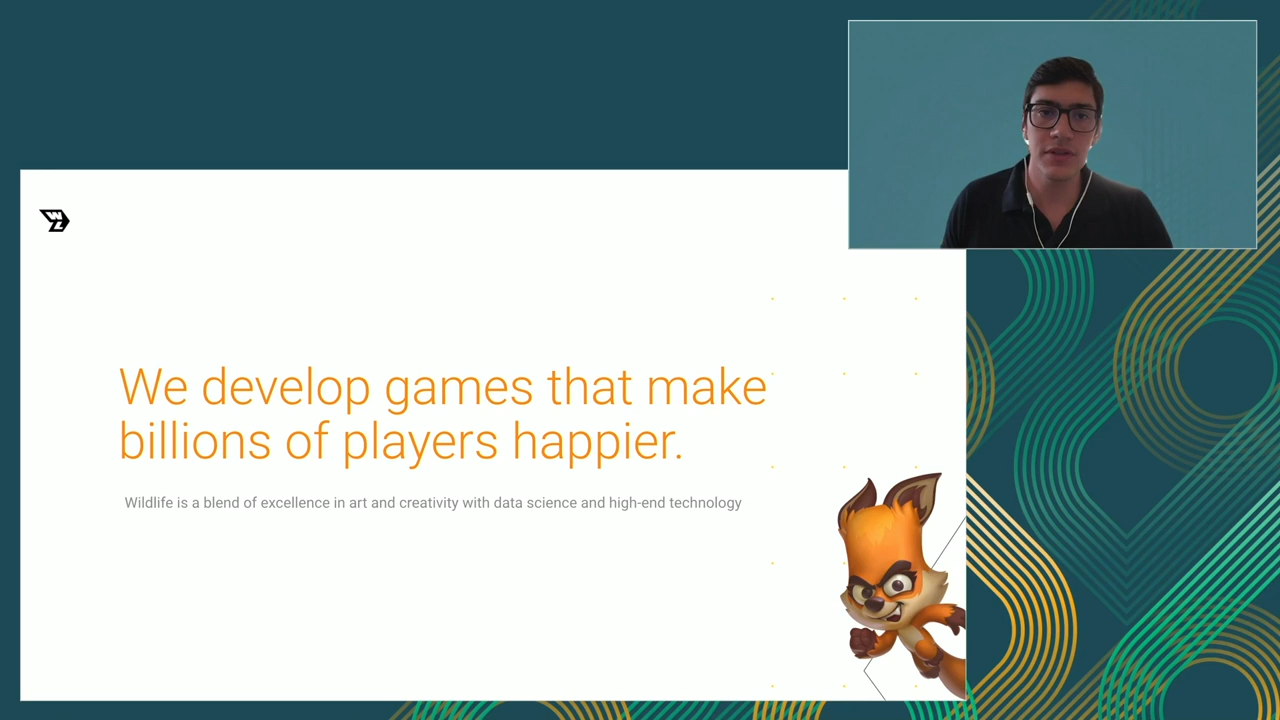 WL
We develop games that make
billions of players happier.
Wildlife is a blend of excellence in art and creativity with data science and high-end technology